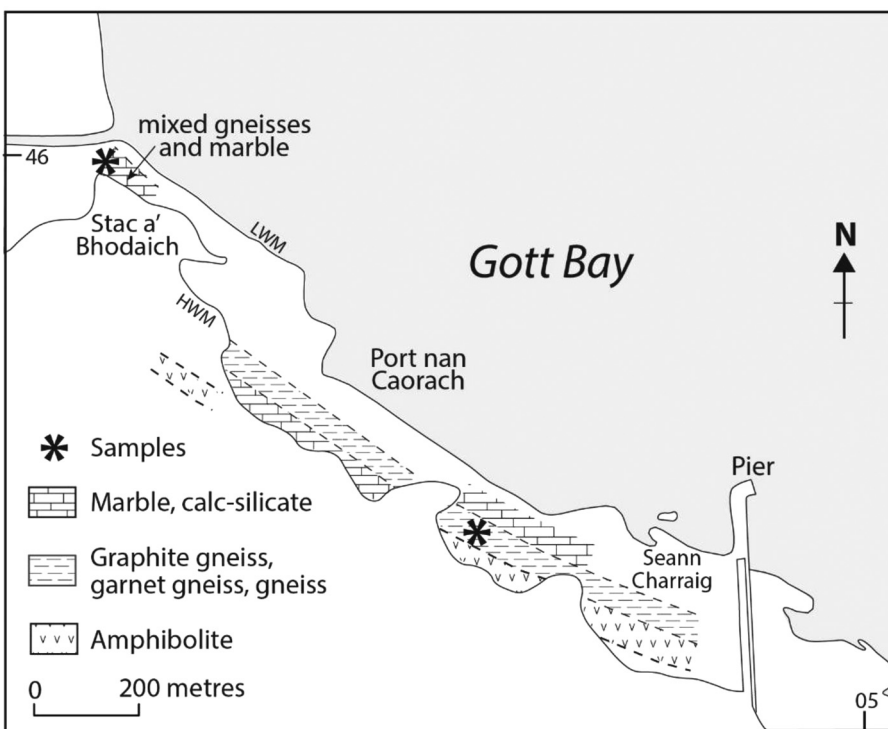 mixed gneisses
and marble
46
Stac a'
Bhodaich
LWM
Gott Bay
N
HWM
Port nan
Caorach
Samples
Pier
Marble, calc-silicate
Graphite gneiss,
garnet gneiss, gneiss
Seann
Charraig
Amphibolite
0 200 metres
05